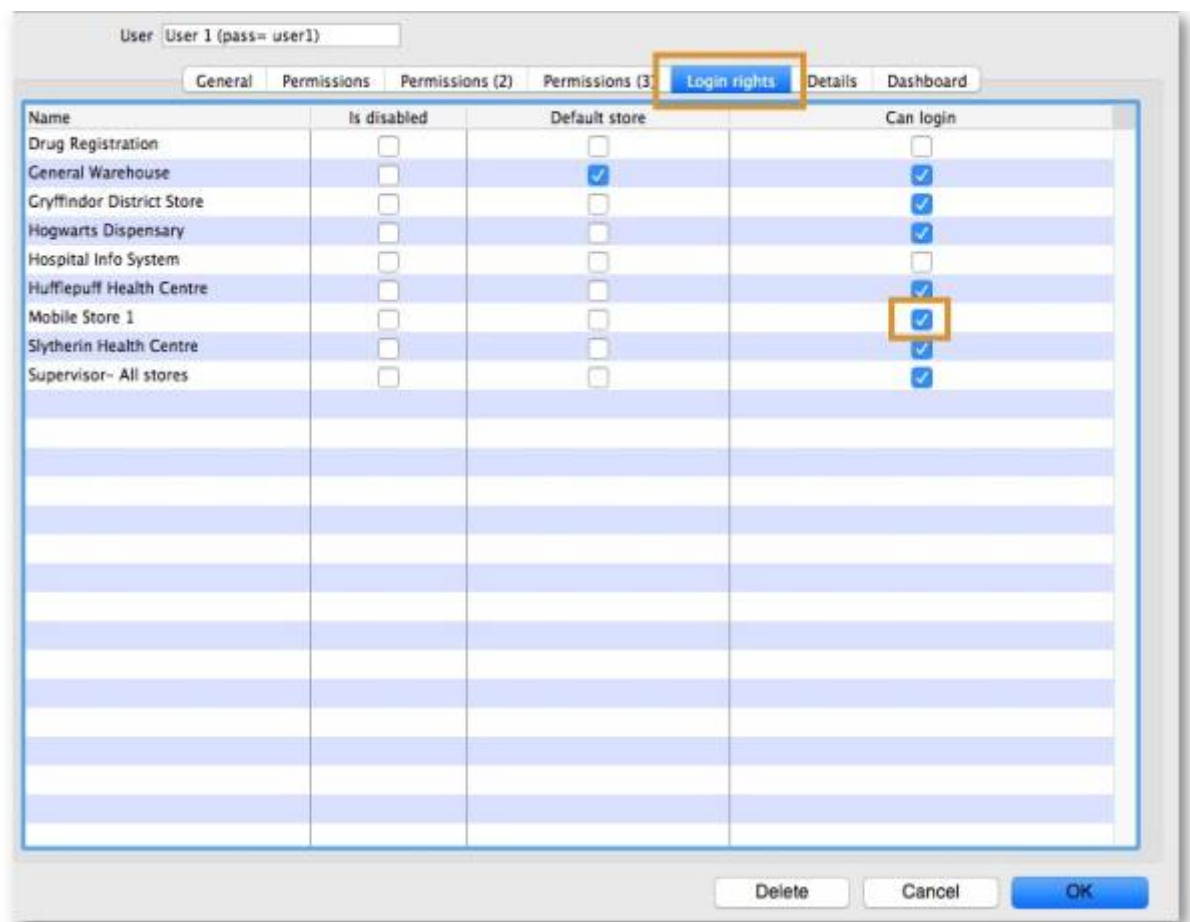 User User 1 (pass= user1)
General Permissions Permissions (2) Permissions (3) Login rights Details Dashboard
Name Is disabled Default store Can login
Drug Registration
General Warehouse
Gryffindor District Store
Hogwarts Dispensary
Hospital Info System
Hufflepuff Health Centre
Mobile Store 1
Slytherin Health Centre
Supervisor- All stores
Delete Cancel OK